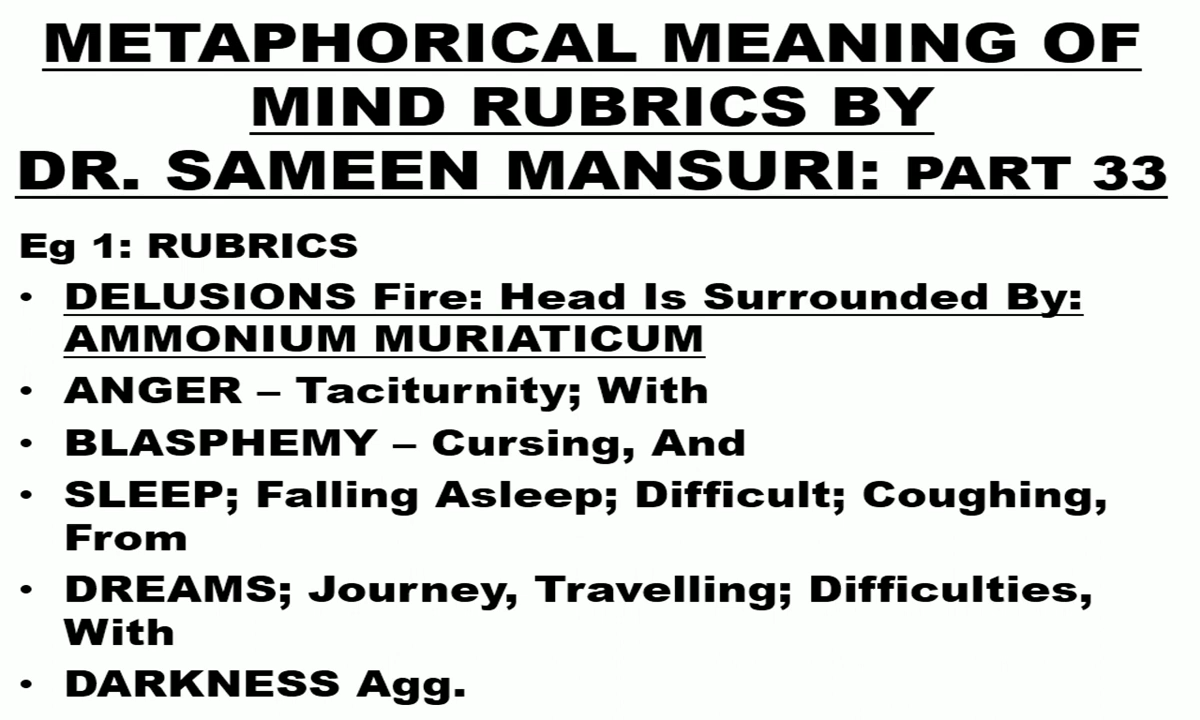 METAPHORICAL MEANING OF
MIND RUBRICS BY
DR. SAMEEN MANSURI: PART 33
Eg 1: RUBRICS
• DELUSIONS Fire: Head Is Surrounded By:
AMMONIUM MURIATICUM
• ANGER – Taciturnity; With
• BLASPHEMY – Cursing, And
• SLEEP; Falling Asleep; Difficult; Coughing,
From
• DREAMS; Journey, Travelling; Difficulties,
With
• DARKNESS Agg.